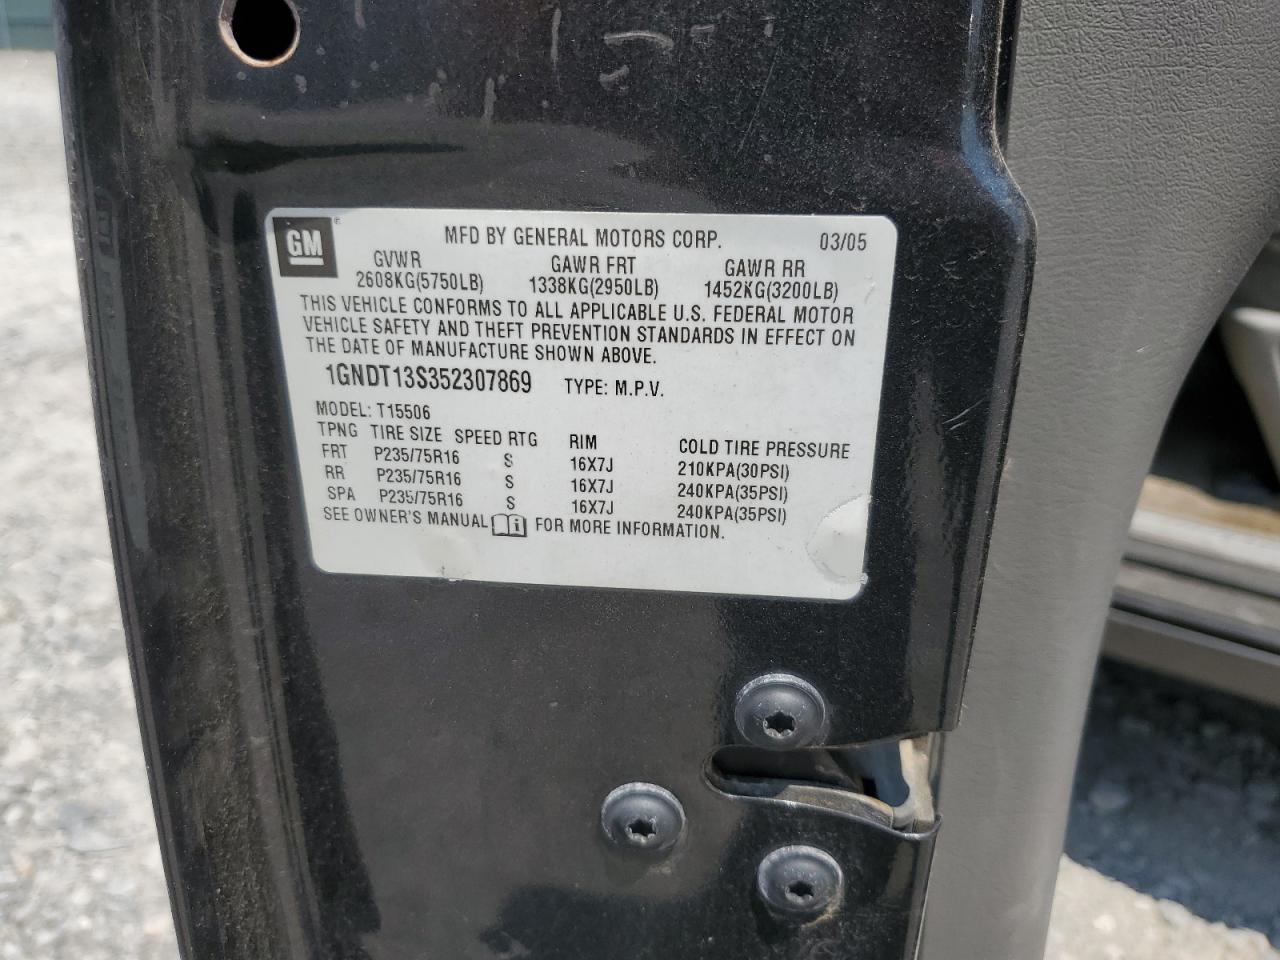 GM ® MFD BY GENERAL MOTORS CORP. 03/05
GVWR GAWR FRT GAWR RR
2608KG(5750LB) 1338KG(2950LB) 1452KG(3200LB)
THIS VEHICLE CONFORMS TO ALL APPLICABLE U.S. FEDERAL MOTOR
VEHICLE SAFETY AND THEFT PREVENTION STANDARDS IN EFFECT ON
THE DATE OF MANUFACTURE SHOWN ABOVE.
1GNDT13S352307869 TYPE: M.P.V.
MODEL: T15506
TPNG TIRE SIZE SPEED RTG RIM COLD TIRE PRESSURE
FRT P235/75R16 S 16X7J 210KPA(30PSI)
RR P235/75R16 S 16X7J 240KPA(35PSI)
SPA P235/75R16 S 16X7J 240KPA(35PSI)
SEE OWNER'S MANUAL i FOR MORE INFORMATION.